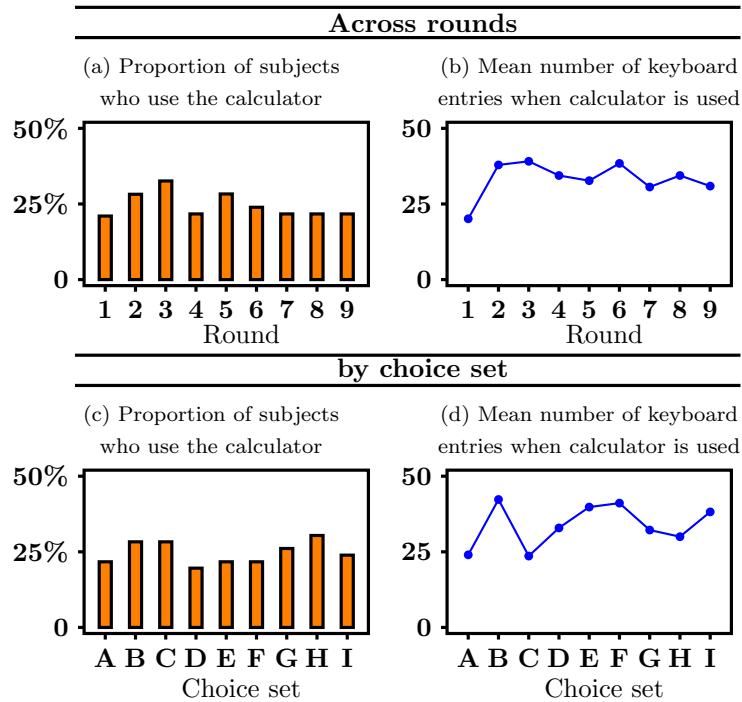 Across rounds
(a) Proportion of subjects
who use the calculator
50%
25%
0
1 2 3 4 5 6 7 8 9
Round
(b) Mean number of keyboard
entries when calculator is used
50
25
0
1 2 3 4 5 6 7 8 9
Round
by choice set
(c) Proportion of subjects
who use the calculator
50%
25%
0
A B C D E F G H I
Choice set
(d) Mean number of keyboard
entries when calculator is used
50
25
0
A B C D E F G H I
Choice set